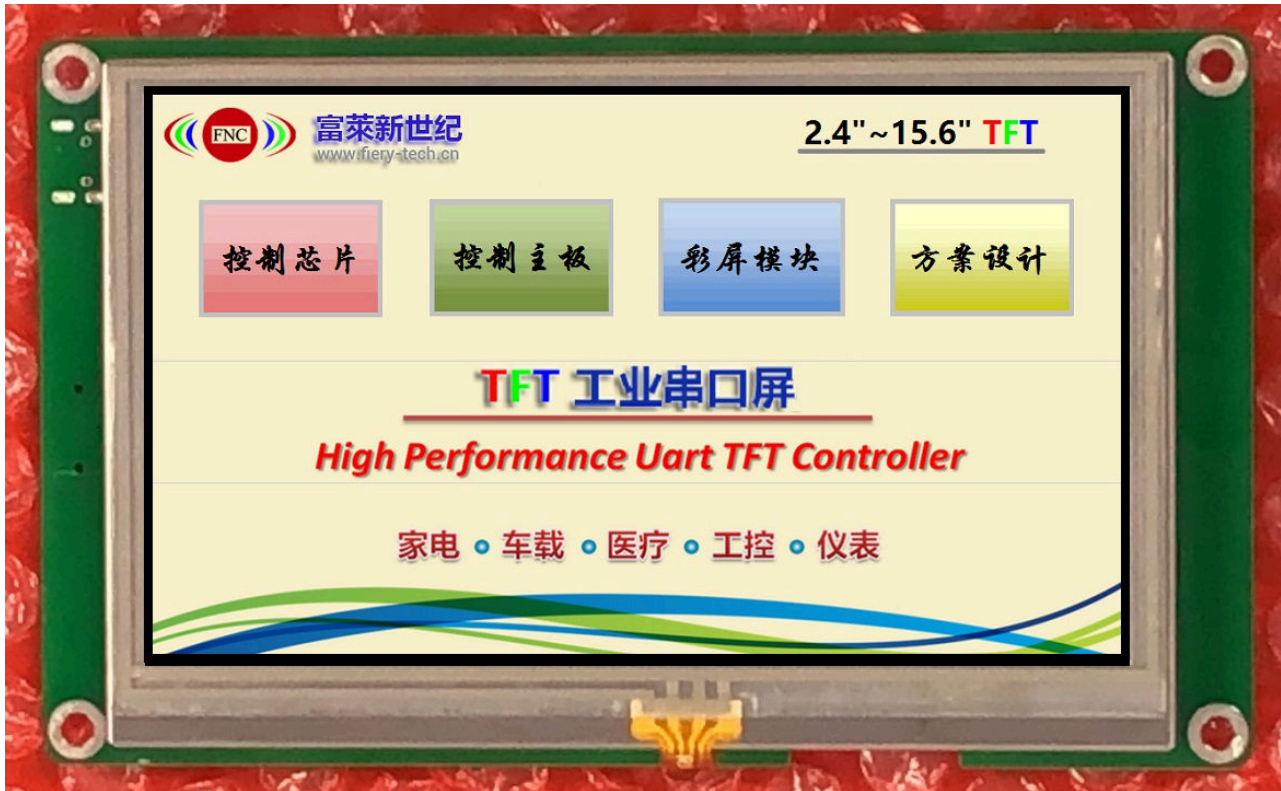 FNC 富莱新世纪 2.4"~15.6" TFT
www.fiery-tech.cn
控制芯片 控制主板 彩屏模块 方案设计
TFT 工业串口屏
High Performance Uart TFT Controller
家电 • 车载 • 医疗 • 工控 • 仪表